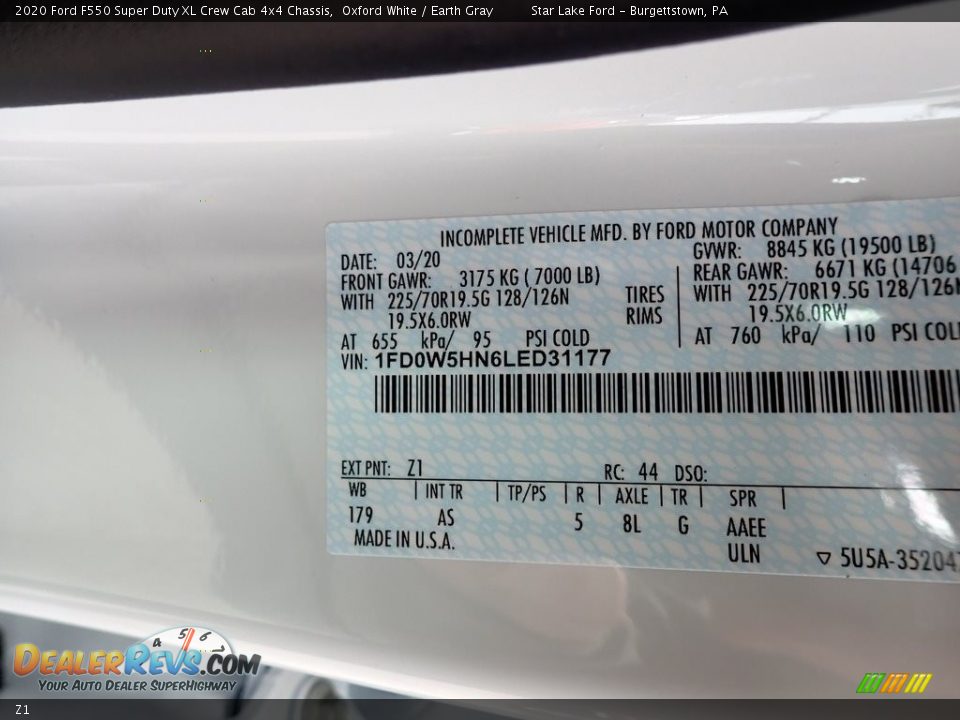 2020 Ford F550 Super Duty XL Crew Cab 4x4 Chassis, Oxford White / Earth Gray Star Lake Ford - Burgettstown, PA
INCOMPLETE VEHICLE MFD. BY FORD MOTOR COMPANY
DATE: 03/20 GVWR: 8845 KG (19500 LB)
FRONT GAWR: 3175 KG ( 7000 LB) REAR GAWR: 6671 KG (14706
WITH 225/70R19.5G 128/126N TIRES WITH 225/70R19.5G 128/126N
19.5X6.0RW RIMS 19.5X6.0RW
AT 655 kPa/ 95 PSI COLD AT 760 kPa/ 110 PSI COL
VIN: 1FD0W5HN6LED31177
EXT PNT: Z1 RC: 44 DSO:
WB INT TR TP/PS R AXLE TR SPR
179 AS 5 8L G AAEE
MADE IN U.S.A. ULN ▽ 5U5A-35204
4 5 6
DealerRevs.com
Your Auto Dealer SuperHighway
Z1